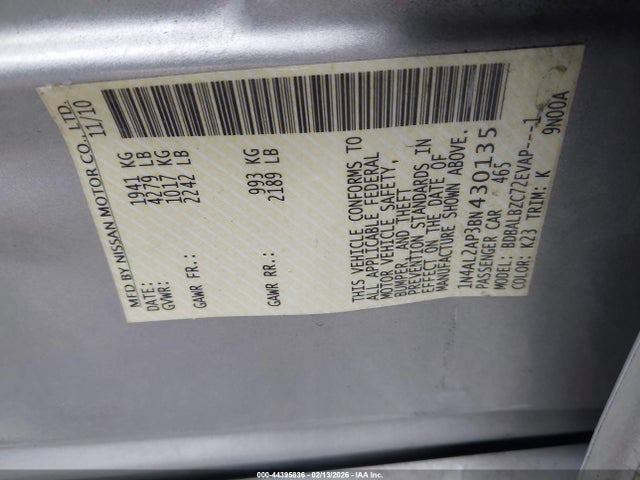 MFD BY NISSAN MOTOR CO., LTD.
DATE: 11/10
GVWR: 1941 KG
4279 LB
GAWR FR.: 1017 KG
2242 LB
GAWR RR.: 993 KG
2189 LB
THIS VEHICLE CONFORMS TO
ALL APPLICABLE FEDERAL
MOTOR VEHICLE SAFETY,
BUMPER, AND THEFT
PREVENTION STANDARDS IN
EFFECT ON THE DATE OF
MANUFACTURE SHOWN ABOVE.
1N4AL2AP3BN430135
PASSENGER CAR 465
MODEL: BDBALBZC72EVAP---1
COLOR: K23 TRIM: K 9N00A
000-44395836 - 02/13/2026 - IAAI.COM